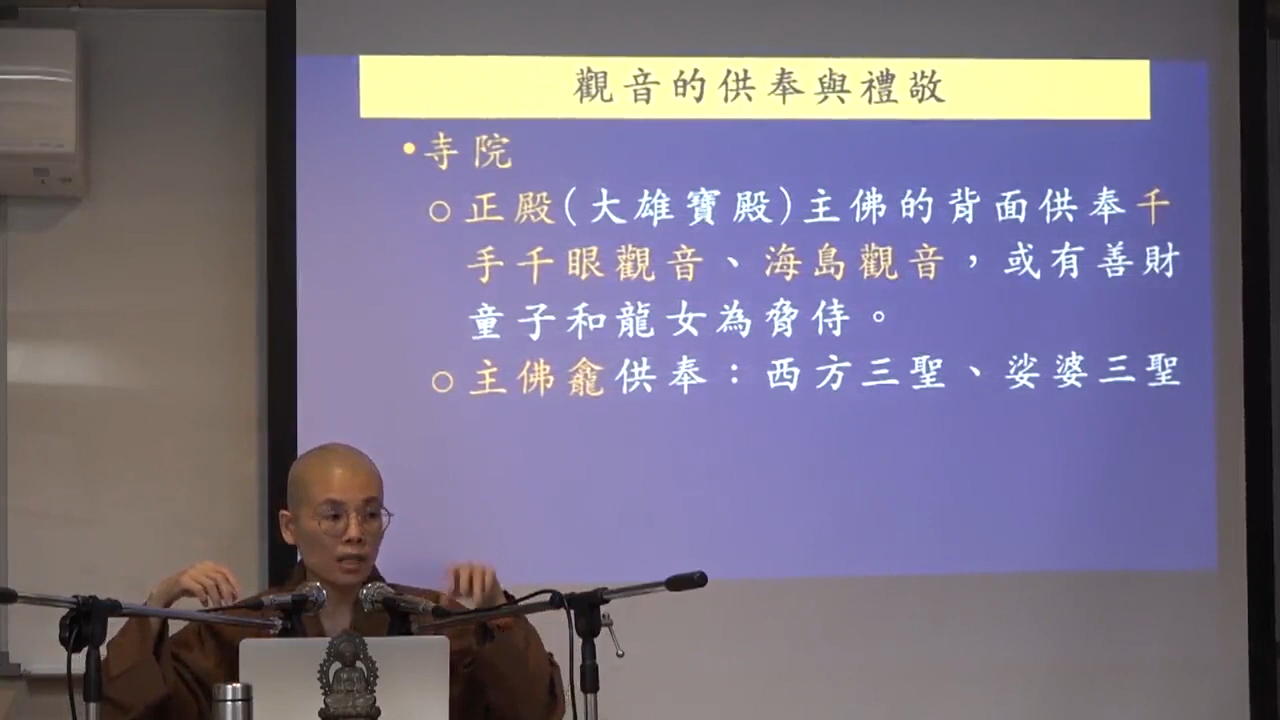 觀音的供奉與禮敬
•寺院
○正殿(大雄寶殿)主佛的背面供奉千
手千眼觀音、海島觀音，或有善財
童子和龍女為脅侍。
○主佛龕供奉：西方三聖、娑婆三聖